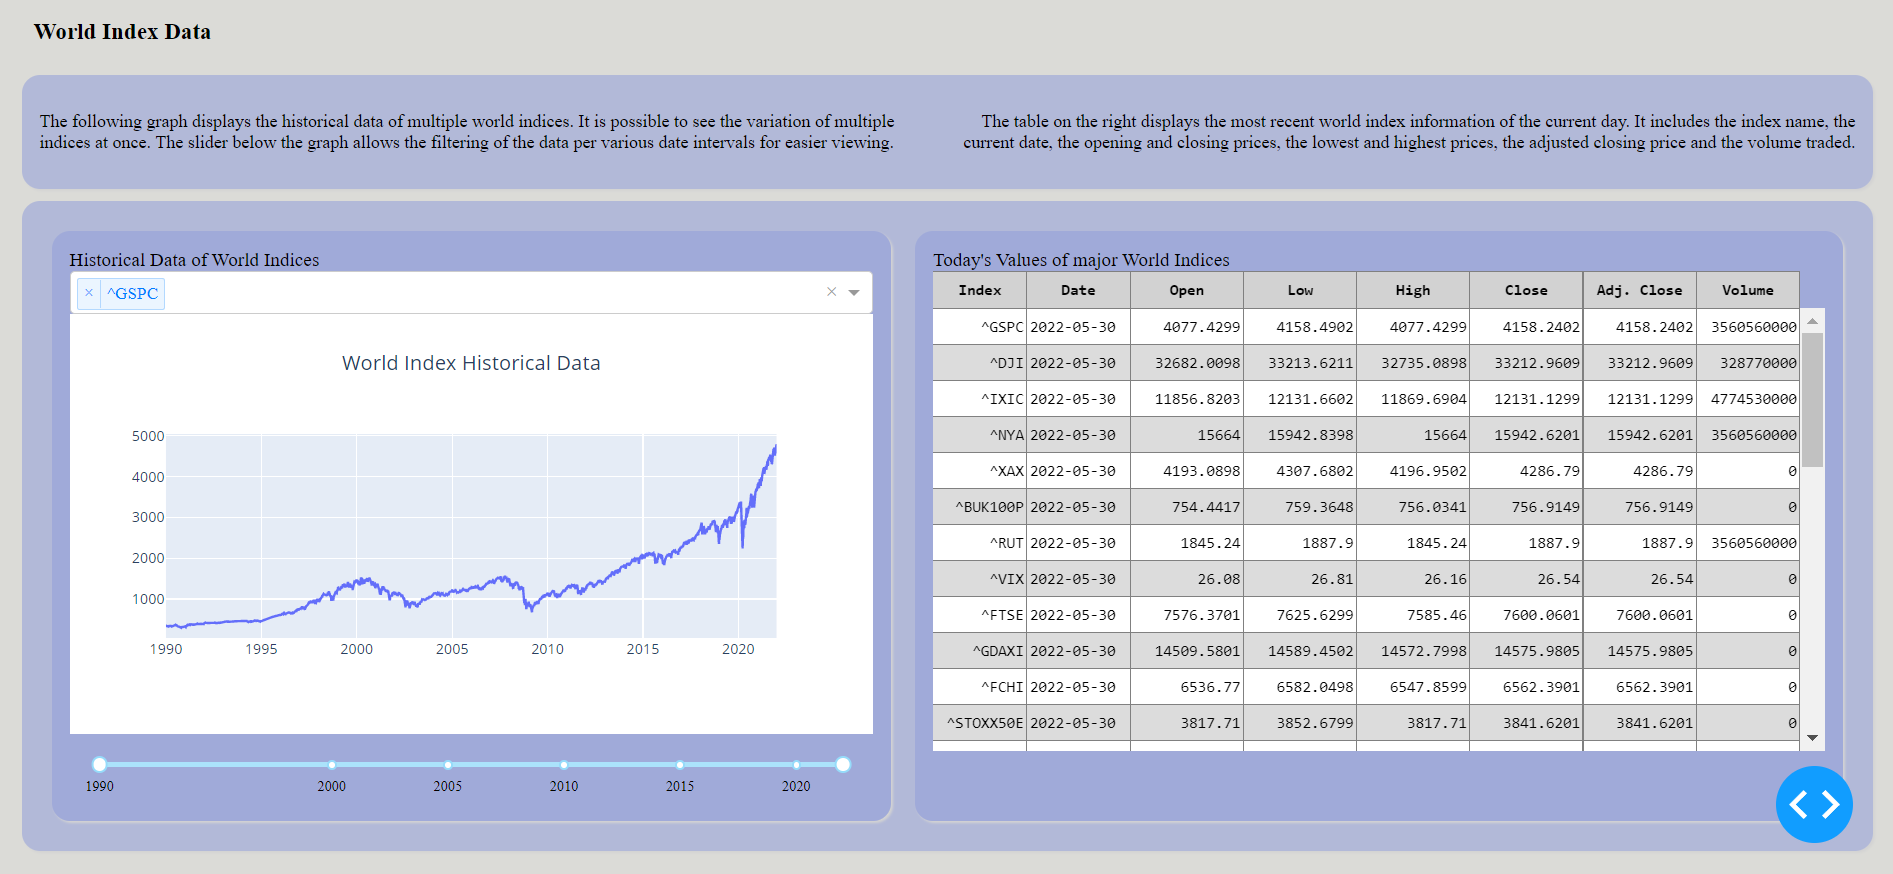 World Index Data
The following graph displays the historical data of multiple world indices. It is possible to see the variation of multiple
indices at once. The slider below the graph allows the filtering of the data per various date intervals for easier viewing.
The table on the right displays the most recent world index information of the current day. It includes the index name, the
current date, the opening and closing prices, the lowest and highest prices, the adjusted closing price and the volume traded.
Historical Data of World Indices
× ^GSPC ×
World Index Historical Data
5000
4000
3000
2000
1000
1990 1995 2000 2005 2010 2015 2020
1990 2000 2005 2010 2015 2020
Today's Values of major World Indices
Index Date Open Low High Close Adj. Close Volume
^GSPC 2022-05-30 4077.4299 4158.4902 4077.4299 4158.2402 4158.2402 3560560000
^DJI 2022-05-30 32682.0098 33213.6211 32735.0898 33212.9609 33212.9609 328770000
^IXIC 2022-05-30 11856.8203 12131.6602 11869.6904 12131.1299 12131.1299 4774530000
^NYA 2022-05-30 15664 15942.8398 15664 15942.6201 15942.6201 3560560000
^XAX 2022-05-30 4193.0898 4307.6802 4196.9502 4286.79 4286.79 0
^BUK100P 2022-05-30 754.4417 759.3648 756.0341 756.9149 756.9149 0
^RUT 2022-05-30 1845.24 1887.9 1845.24 1887.9 1887.9 3560560000
^VIX 2022-05-30 26.08 26.81 26.16 26.54 26.54 0
^FTSE 2022-05-30 7576.3701 7625.6299 7585.46 7600.0601 7600.0601 0
^GDAXI 2022-05-30 14509.5801 14589.4502 14572.7998 14575.9805 14575.9805 0
^FCHI 2022-05-30 6536.77 6582.0498 6547.8599 6562.3901 6562.3901 0
^STOXX50E 2022-05-30 3817.71 3852.6799 3817.71 3841.6201 3841.6201 0